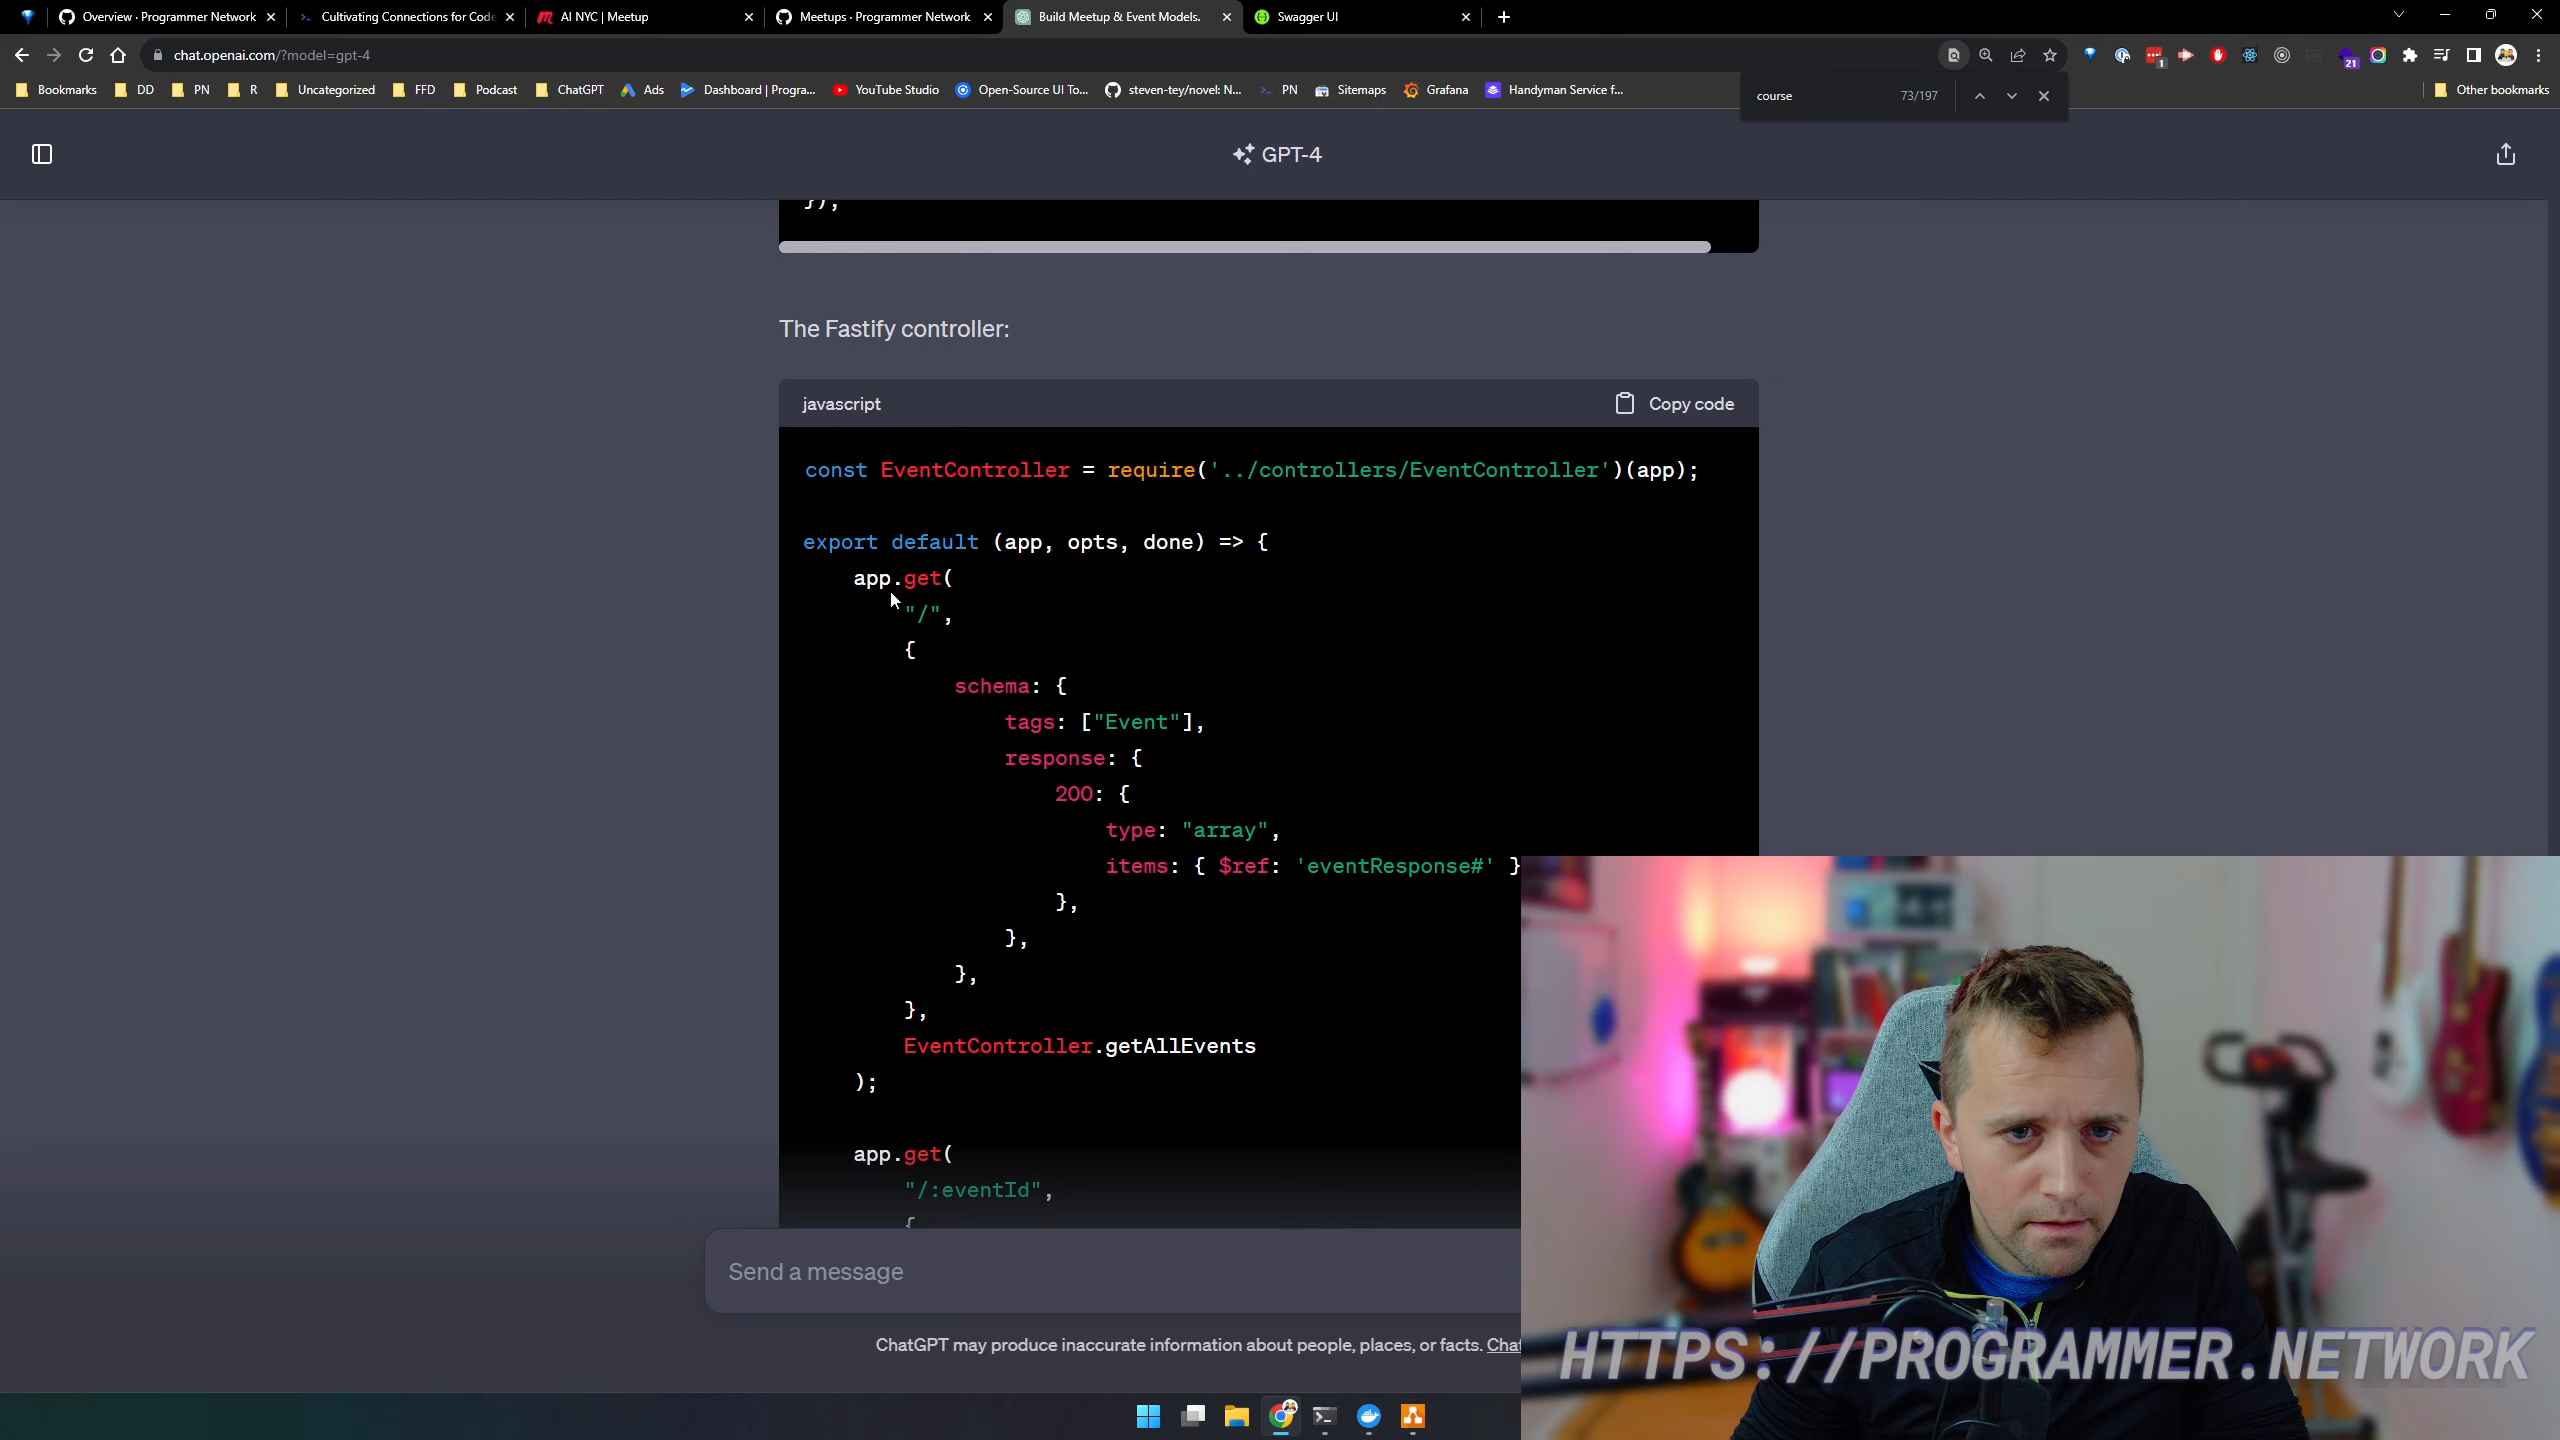 Overview · Programmer Network
Cultivating Connections for Code
AI NYC | Meetup
Meetups · Programmer Network
Build Meetup & Event Models.
Swagger UI
chat.openai.com/?model=gpt-4
1
21
Bookmarks
DD
PN
R
Uncategorized
FFD
Podcast
ChatGPT
Ads
Dashboard | Progra...
YouTube Studio
Open-Source UI To...
steven-tey/novel: N...
PN
Sitemaps
Grafana
Handyman Service f...
Other bookmarks
course
73/197
GPT-4
});
The Fastify controller:
javascript
Copy code
const EventController = require('../controllers/EventController')(app);
export default (app, opts, done) => {
app.get(
"/",
{
schema: {
tags: ["Event"],
response: {
200: {
type: "array",
items: { $ref: 'eventResponse#' }
},
},
},
},
EventController.getAllEvents
);
app.get(
"/:eventId",
{
Send a message
ChatGPT may produce inaccurate information about people, places, or facts. Chat
HTTPS://PROGRAMMER.NETWORK